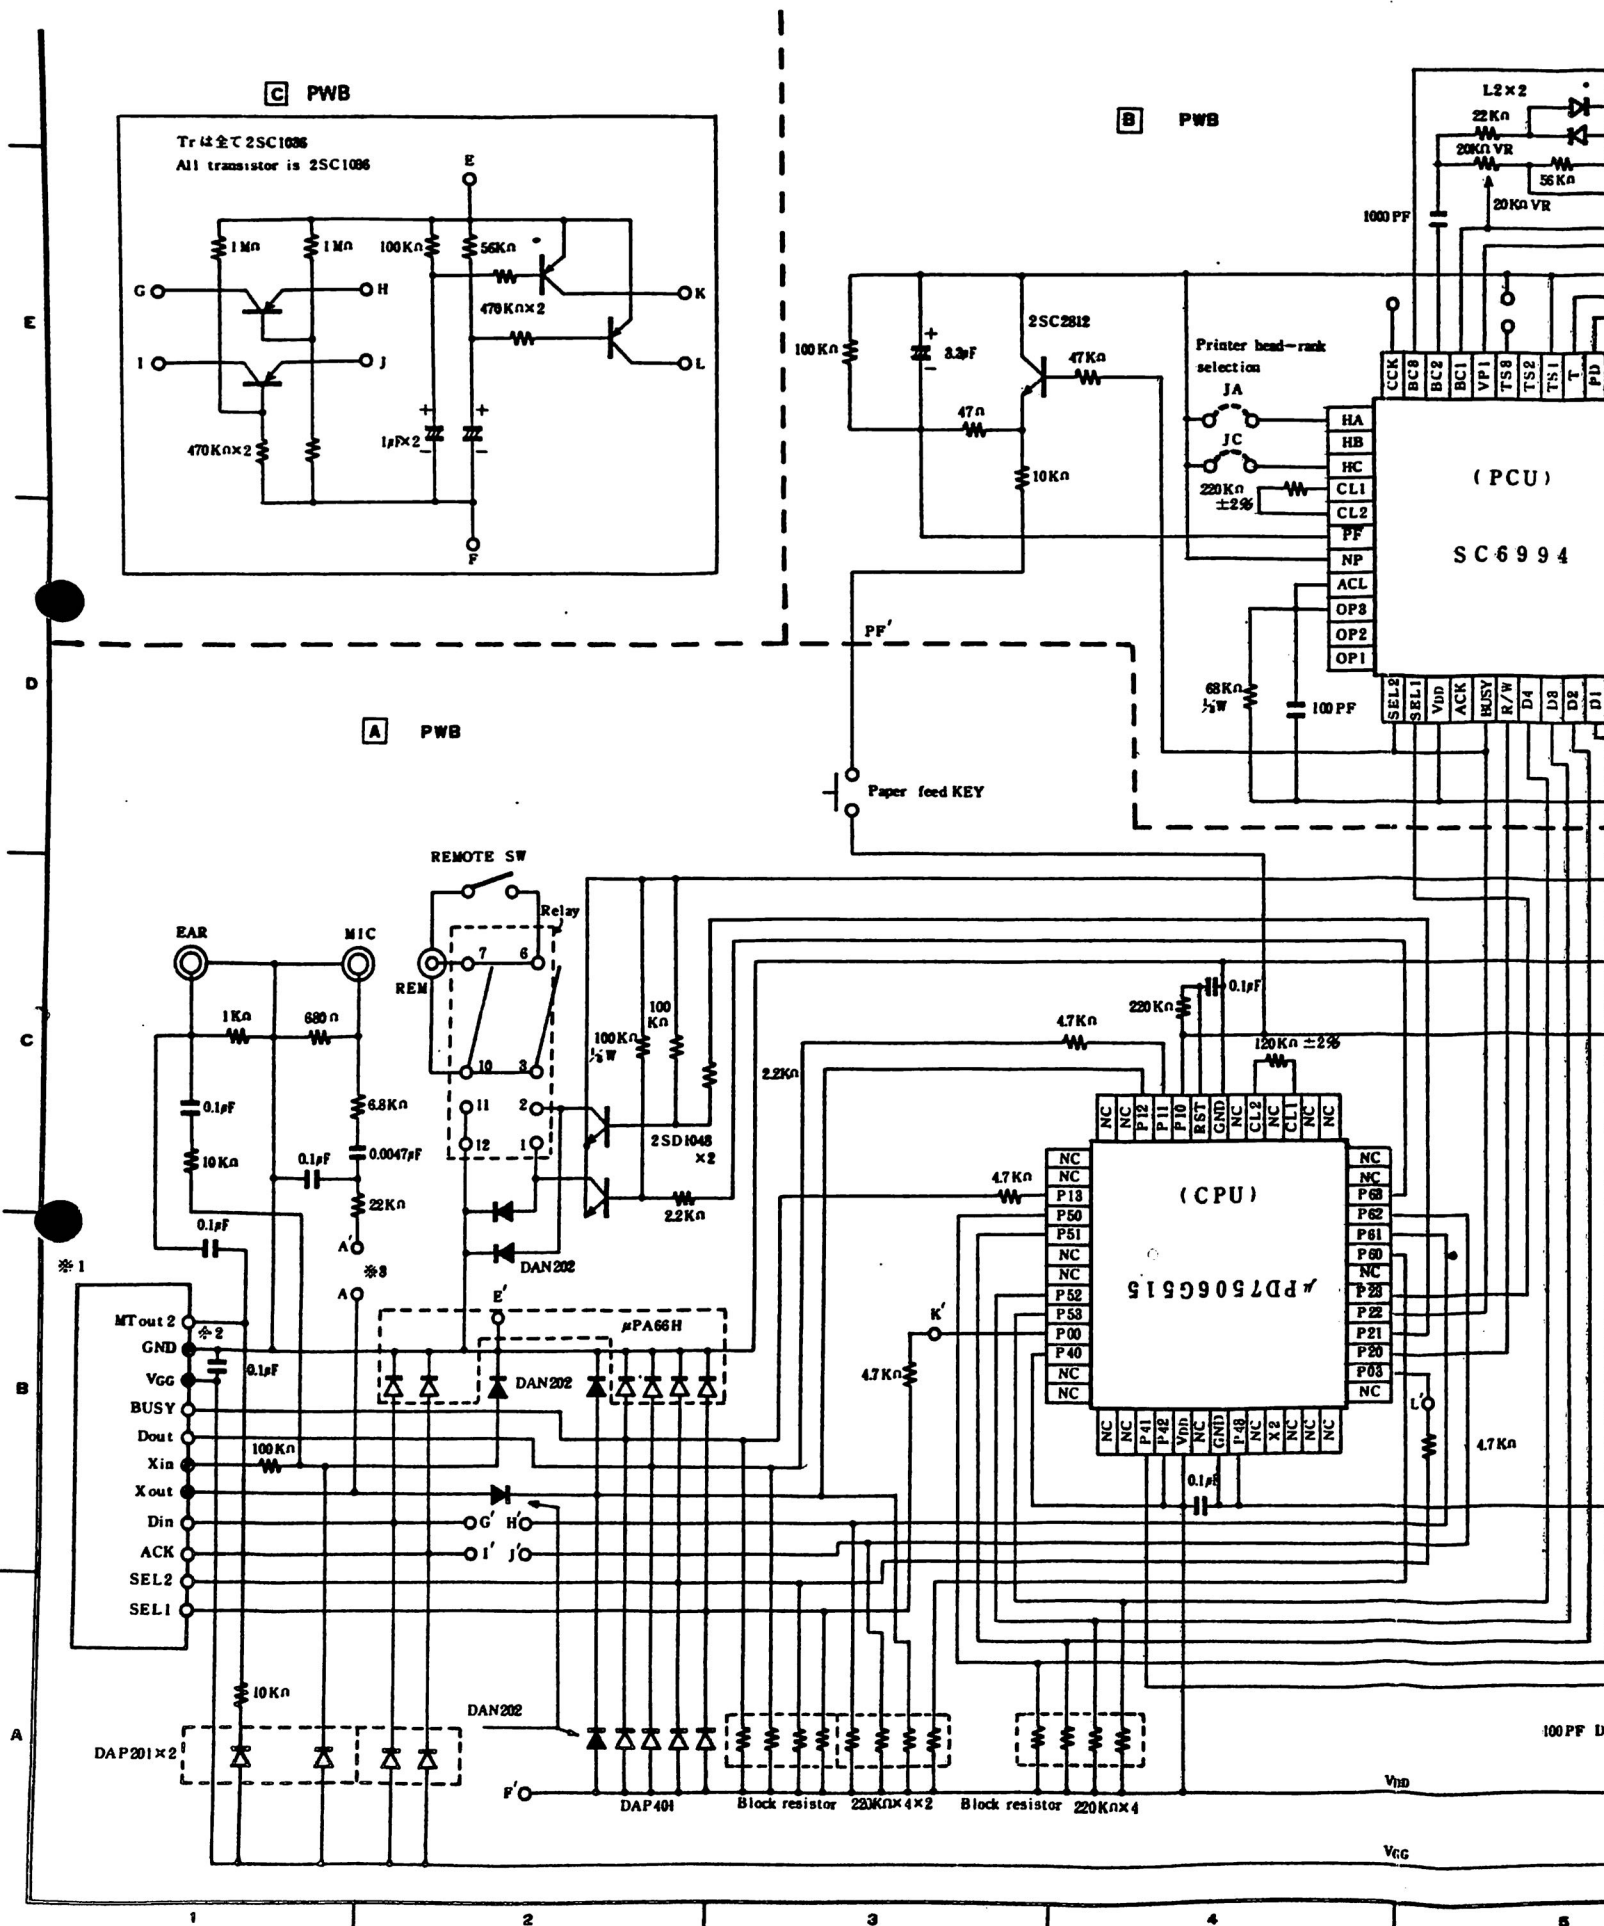 C PWB
Trは全て2SC1086
All transistor is 2SC1086
E
1MΩ
1MΩ
100KΩ
56KΩ
G
H
K
470KΩ×2
I
J
L
1μF×2
470KΩ×2
F
B PWB
L2×2
22KΩ
20KΩ VR
56KΩ
20KΩ VR
1000PF
2SC2812
100KΩ
3.3μF
47KΩ
47Ω
10KΩ
Printer head-rank
selection
JA
JC
220KΩ
±2%
CCK
BC3
BC2
BC1
VP1
TS3
TS2
TS1
T
PD
HA
HB
HC
CL1
CL2
PF
NP
ACL
OP3
OP2
OP1
(PCU)
SC6994
SEL2
SEL1
VDD
ACK
BUSY
R/W
D4
D3
D2
D1
68KΩ
⅛W
100PF
PF'
A PWB
Paper feed KEY
REMOTE SW
Relay
EAR
MIC
REM
7
6
10
3
11
2
12
1
1KΩ
680Ω
100KΩ
⅛W
100
KΩ
2.2KΩ
0.1μF
6.8KΩ
10KΩ
0.1μF
0.0047μF
22KΩ
2SD1048
×2
2.2KΩ
0.1μF
A'
※3
A
DAN202
※1
MTout2
※2
GND
VGG
BUSY
Dout
Xin
Xout
Din
ACK
SEL2
SEL1
0.1μF
100KΩ
E'
μPA66H
DAN202
G'
H'
I'
J'
4.7KΩ
220KΩ
0.1μF
120KΩ ±2%
4.7KΩ
NC
NC
P12
P11
P10
RST
GND
NC
CL2
NC
CL1
NC
NC
NC
NC
P13
P50
P51
NC
NC
P52
P53
P00
P40
NC
NC
(CPU)
μPD7506G515
NC
NC
P63
P62
P61
P60
NC
P23
P22
P21
P20
P03
NC
NC
NC
P41
P42
VDD
NC
GND
P43
NC
X2
NC
NC
NC
K'
4.7KΩ
L'
4.7KΩ
0.1μF
10KΩ
DAP201×2
DAN202
F'
DAP401
Block resistor 220KΩ×4×2
Block resistor 220KΩ×4
100PF
VDD
VGG
E
D
C
B
A
1
2
3
4
5